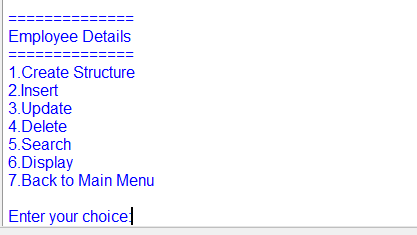 ==============
Employee Details
==============
1.Create Structure
2.Insert
3.Update
4.Delete
5.Search
6.Display
7.Back to Main Menu
Enter your choice: